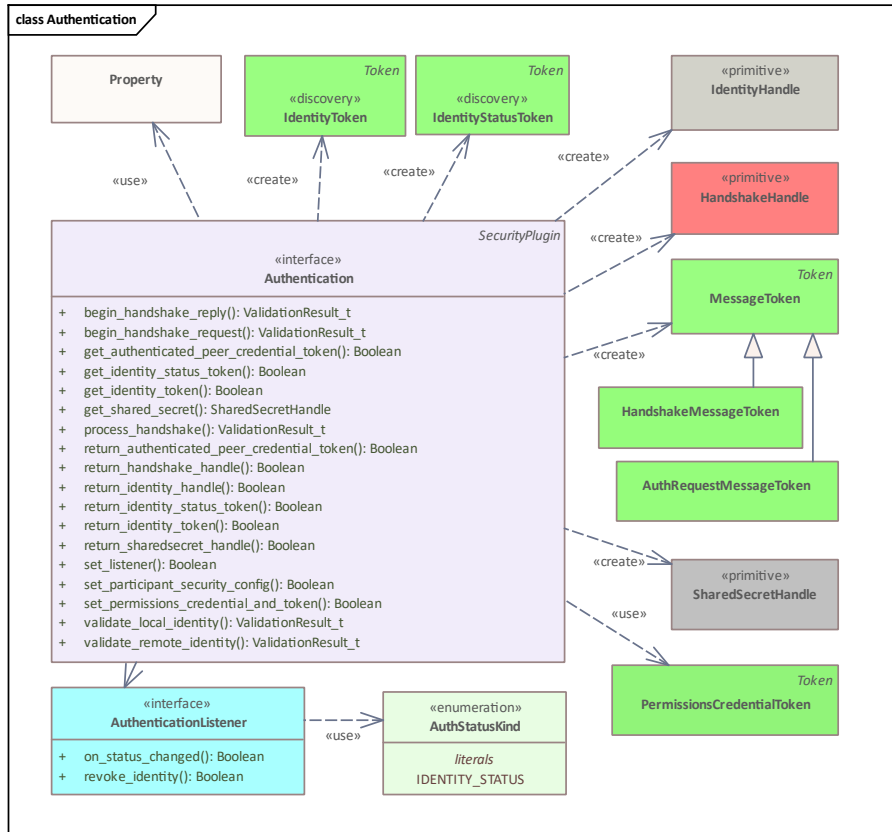 class Authentication
Property
Token
«discovery»
IdentityToken
Token
«discovery»
IdentityStatusToken
«primitive»
IdentityHandle
«use»
«create»
«create»
«create»
«primitive»
HandshakeHandle
«create»
SecurityPlugin
«interface»
Authentication
+ begin_handshake_reply(): ValidationResult_t
+ begin_handshake_request(): ValidationResult_t
+ get_authenticated_peer_credential_token(): Boolean
+ get_identity_status_token(): Boolean
+ get_identity_token(): Boolean
+ get_shared_secret(): SharedSecretHandle
+ process_handshake(): ValidationResult_t
+ return_authenticated_peer_credential_token(): Boolean
+ return_handshake_handle(): Boolean
+ return_identity_handle(): Boolean
+ return_identity_status_token(): Boolean
+ return_identity_token(): Boolean
+ return_sharedsecret_handle(): Boolean
+ set_listener(): Boolean
+ set_participant_security_config(): Boolean
+ set_permissions_credential_and_token(): Boolean
+ validate_local_identity(): ValidationResult_t
+ validate_remote_identity(): ValidationResult_t
Token
MessageToken
«create»
HandshakeMessageToken
AuthRequestMessageToken
«create»
«primitive»
SharedSecretHandle
«use»
Token
PermissionsCredentialToken
«interface»
AuthenticationListener
+ on_status_changed(): Boolean
+ revoke_identity(): Boolean
«use»
«enumeration»
AuthStatusKind
literals
IDENTITY_STATUS